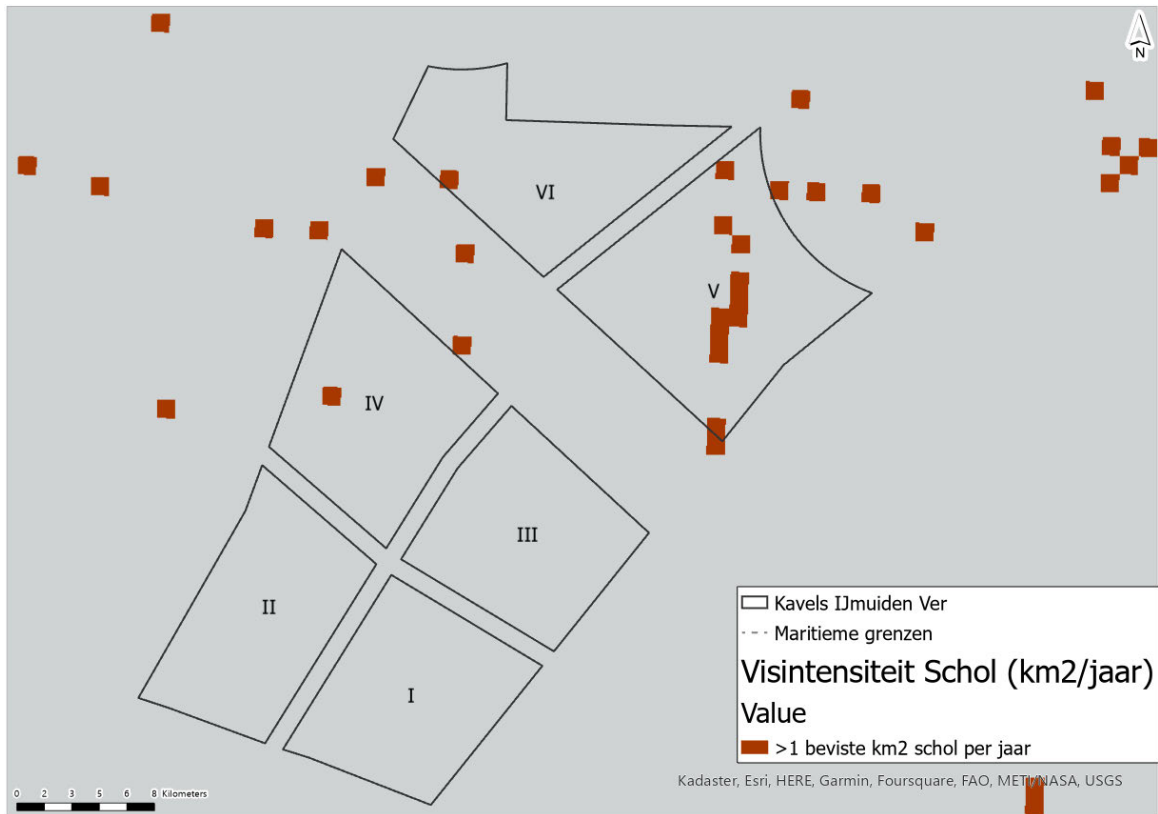 N
VI
V
IV
III
II
I
Kavels IJmuiden Ver
Maritieme grenzen
Visintensiteit Schol (km2/jaar)
Value
>1 beviste km2 schol per jaar
Kadaster, Esri, HERE, Garmin, Foursquare, FAO, METI/NASA, USGS
0 2 3 5 6 8 Kilometers